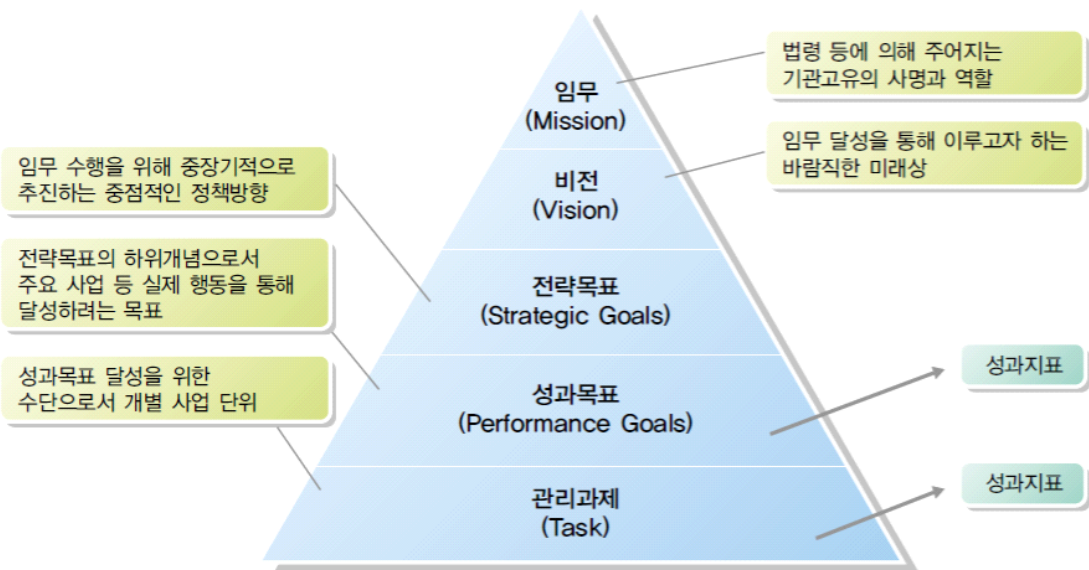 임무
(Mission)
법령 등에 의해 주어지는
기관고유의 사명과 역할
비전
(Vision)
임무 달성을 통해 이루고자 하는
바람직한 미래상
임무 수행을 위해 중장기적으로
추진하는 중점적인 정책방향
전략목표
(Strategic Goals)
전략목표의 하위개념으로서
주요 사업 등 실제 행동을 통해
달성하려는 목표
성과목표
(Performance Goals)
성과지표
성과목표 달성을 위한
수단으로서 개별 사업 단위
관리과제
(Task)
성과지표